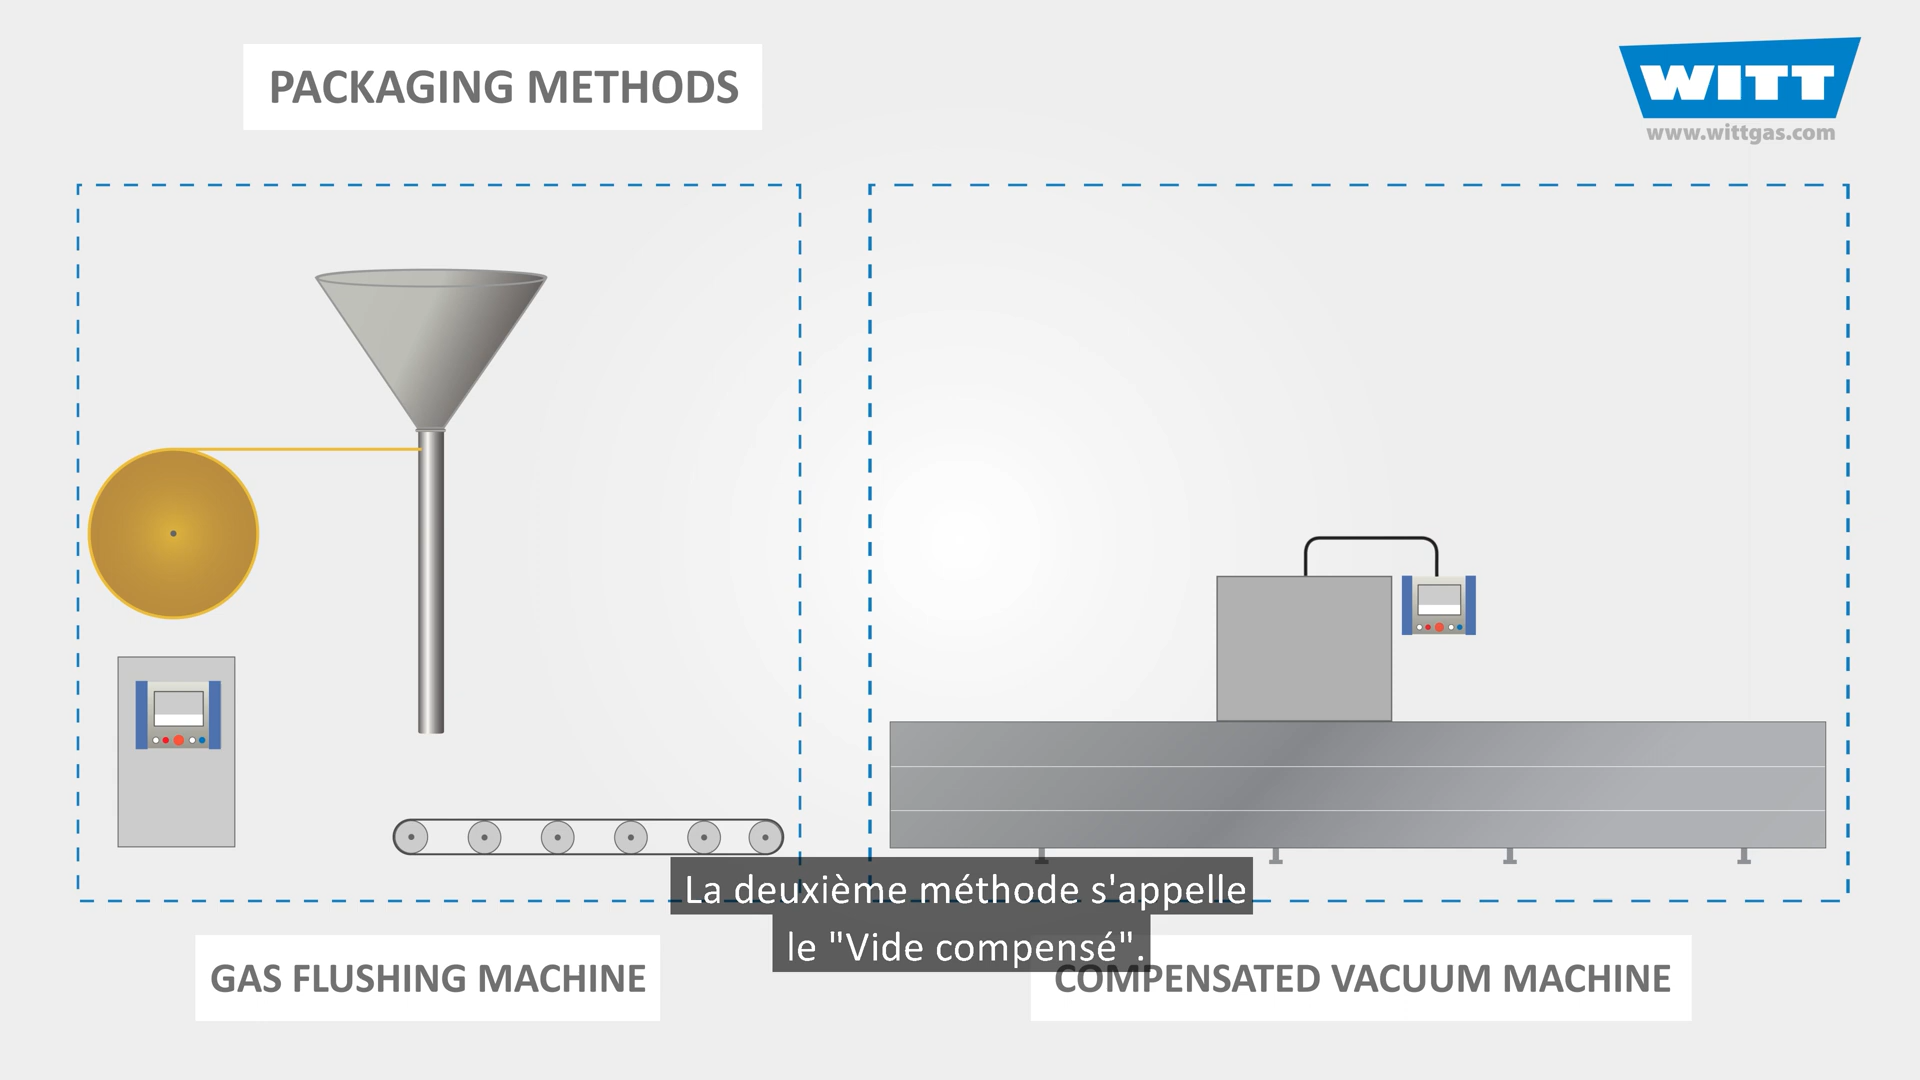 PACKAGING METHODS
WITT
www.wittgas.com
La deuxième méthode s'appelle
le "Vide compensé".
GAS FLUSHING MACHINE
COMPENSATED VACUUM MACHINE